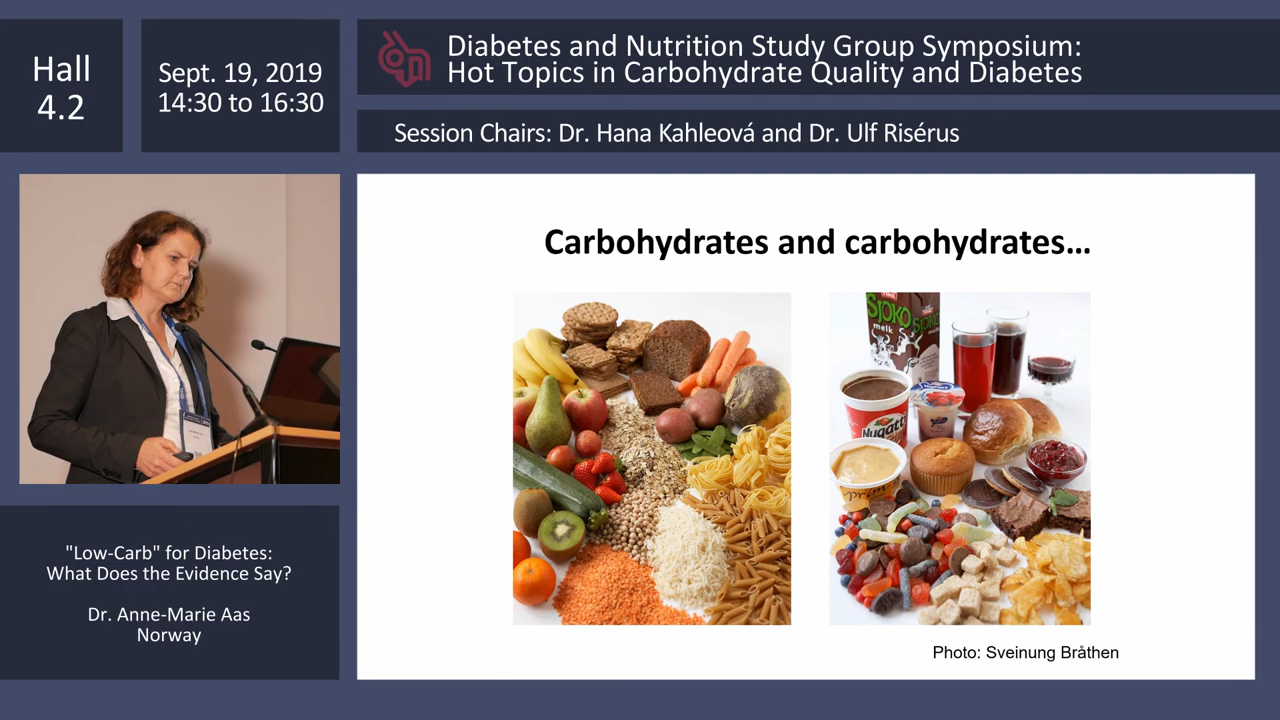 Hall
4.2
Sept. 19, 2019
14:30 to 16:30
Diabetes and Nutrition Study Group Symposium:
Hot Topics in Carbohydrate Quality and Diabetes
Session Chairs: Dr. Hana Kahleová and Dr. Ulf Risérus
"Low-Carb" for Diabetes:
What Does the Evidence Say?
Dr. Anne-Marie Aas
Norway
Carbohydrates and carbohydrates...
SJOKO
melk
Nugatti
Photo: Sveinung Bråthen